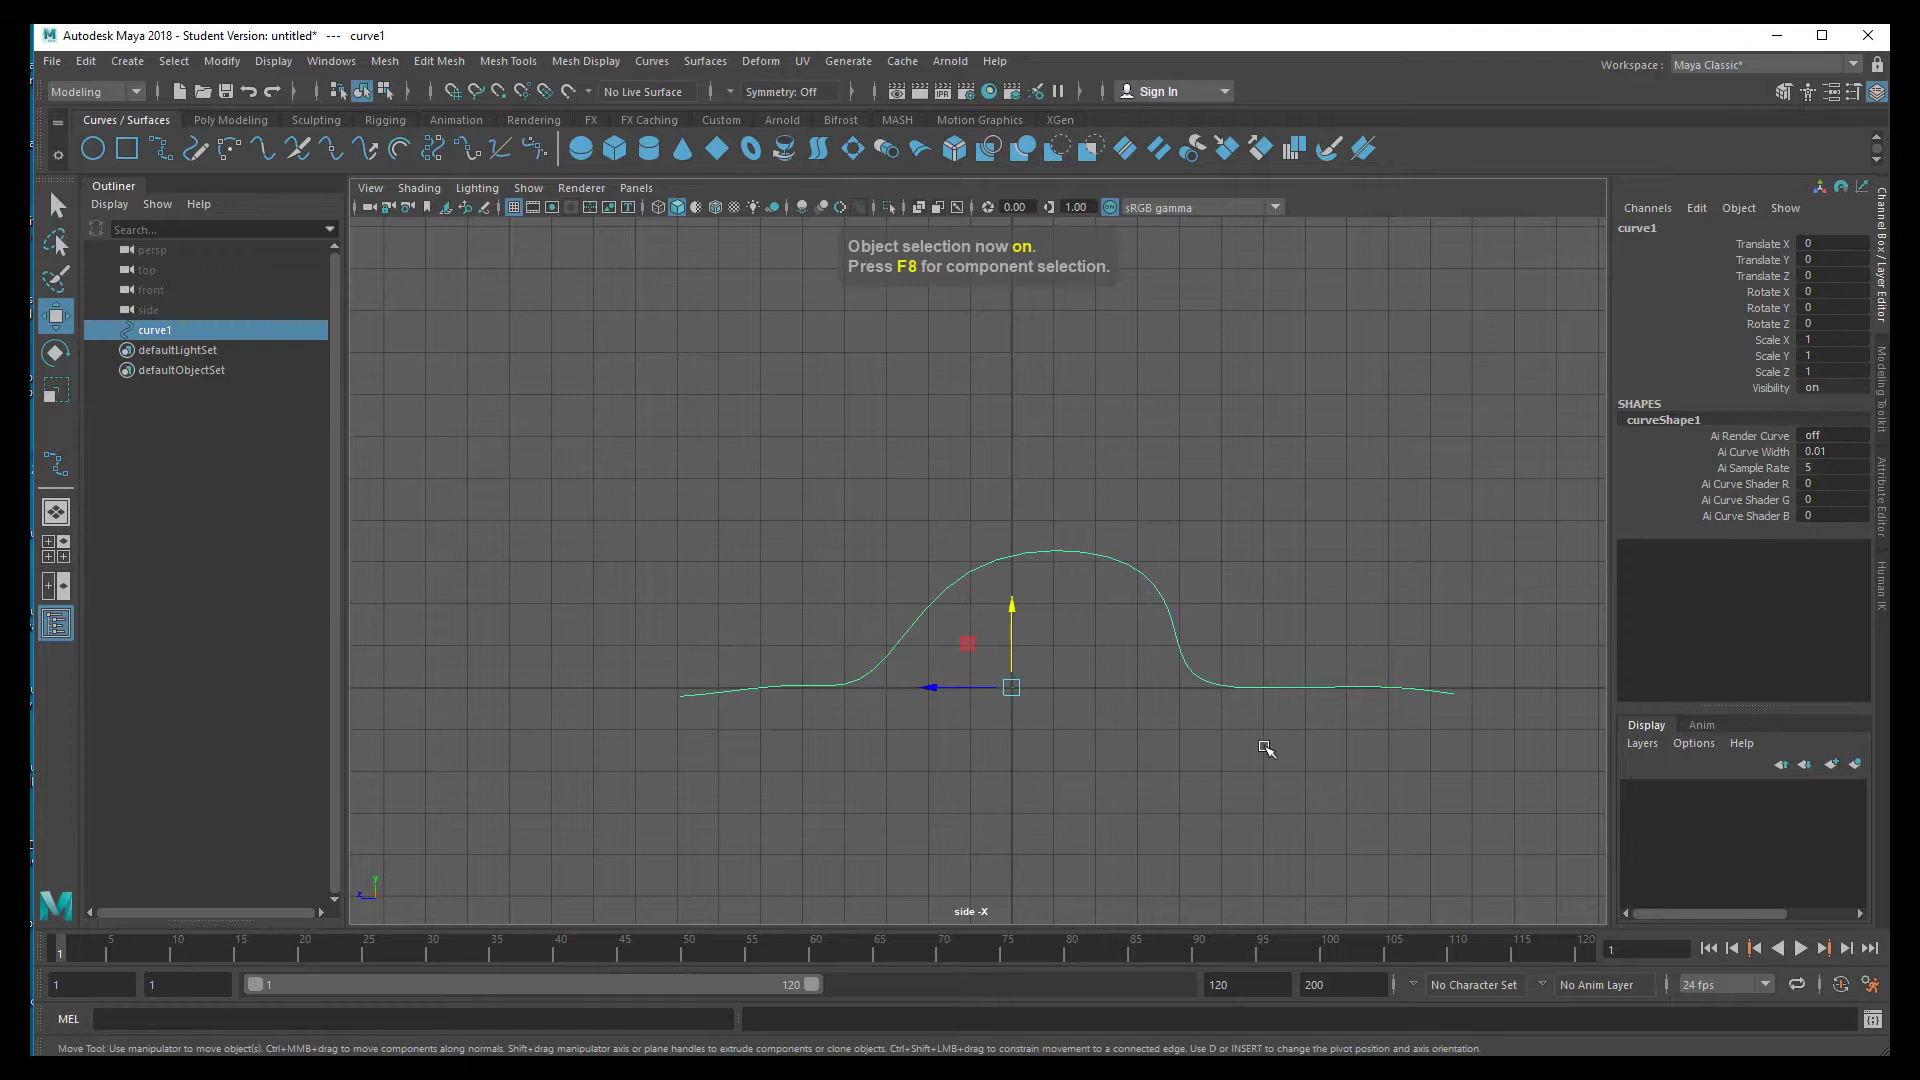 Autodesk Maya 2018 - Student Version: untitled* --- curve1
File Edit Create Select Modify Display Windows Mesh Edit Mesh Mesh Tools Mesh Display Curves Surfaces Deform UV Generate Cache Arnold Help
Workspace : Maya Classic*
Modeling No Live Surface Symmetry: Off Sign In
Curves / Surfaces Poly Modeling Sculpting Rigging Animation Rendering FX FX Caching Custom Arnold Bifrost MASH Motion Graphics XGen
Outliner
Display Show Help
Search...
persp
top
front
side
curve1
defaultLightSet
defaultObjectSet
View Shading Lighting Show Renderer Panels
0.00 1.00 ON sRGB gamma
Object selection now on.
Press F8 for component selection.
y
z
side -X
Channels Edit Object Show
curve1
Translate X 0
Translate Y 0
Translate Z 0
Rotate X 0
Rotate Y 0
Rotate Z 0
Scale X 1
Scale Y 1
Scale Z 1
Visibility on
SHAPES
curveShape1
Ai Render Curve off
Ai Curve Width 0.01
Ai Sample Rate 5
Ai Curve Shader R 0
Ai Curve Shader G 0
Ai Curve Shader B 0
Channel Box / Layer Editor
Modeling Toolkit
Attribute Editor
Human IK
Display Anim
Layers Options Help
1 5 10 15 20 25 30 35 40 45 50 55 60 65 70 75 80 85 90 95 100 105 110 115 120
1
1 1 1 120 120 200 No Character Set No Anim Layer 24 fps
MEL
Move Tool: Use manipulator to move object(s). Ctrl+MMB+drag to move components along normals. Shift+drag manipulator axis or plane handles to extrude components or clone objects. Ctrl+Shift+LMB+drag to constrain movement to a connected edge. Use D or INSERT to change the pivot position and axis orientation.